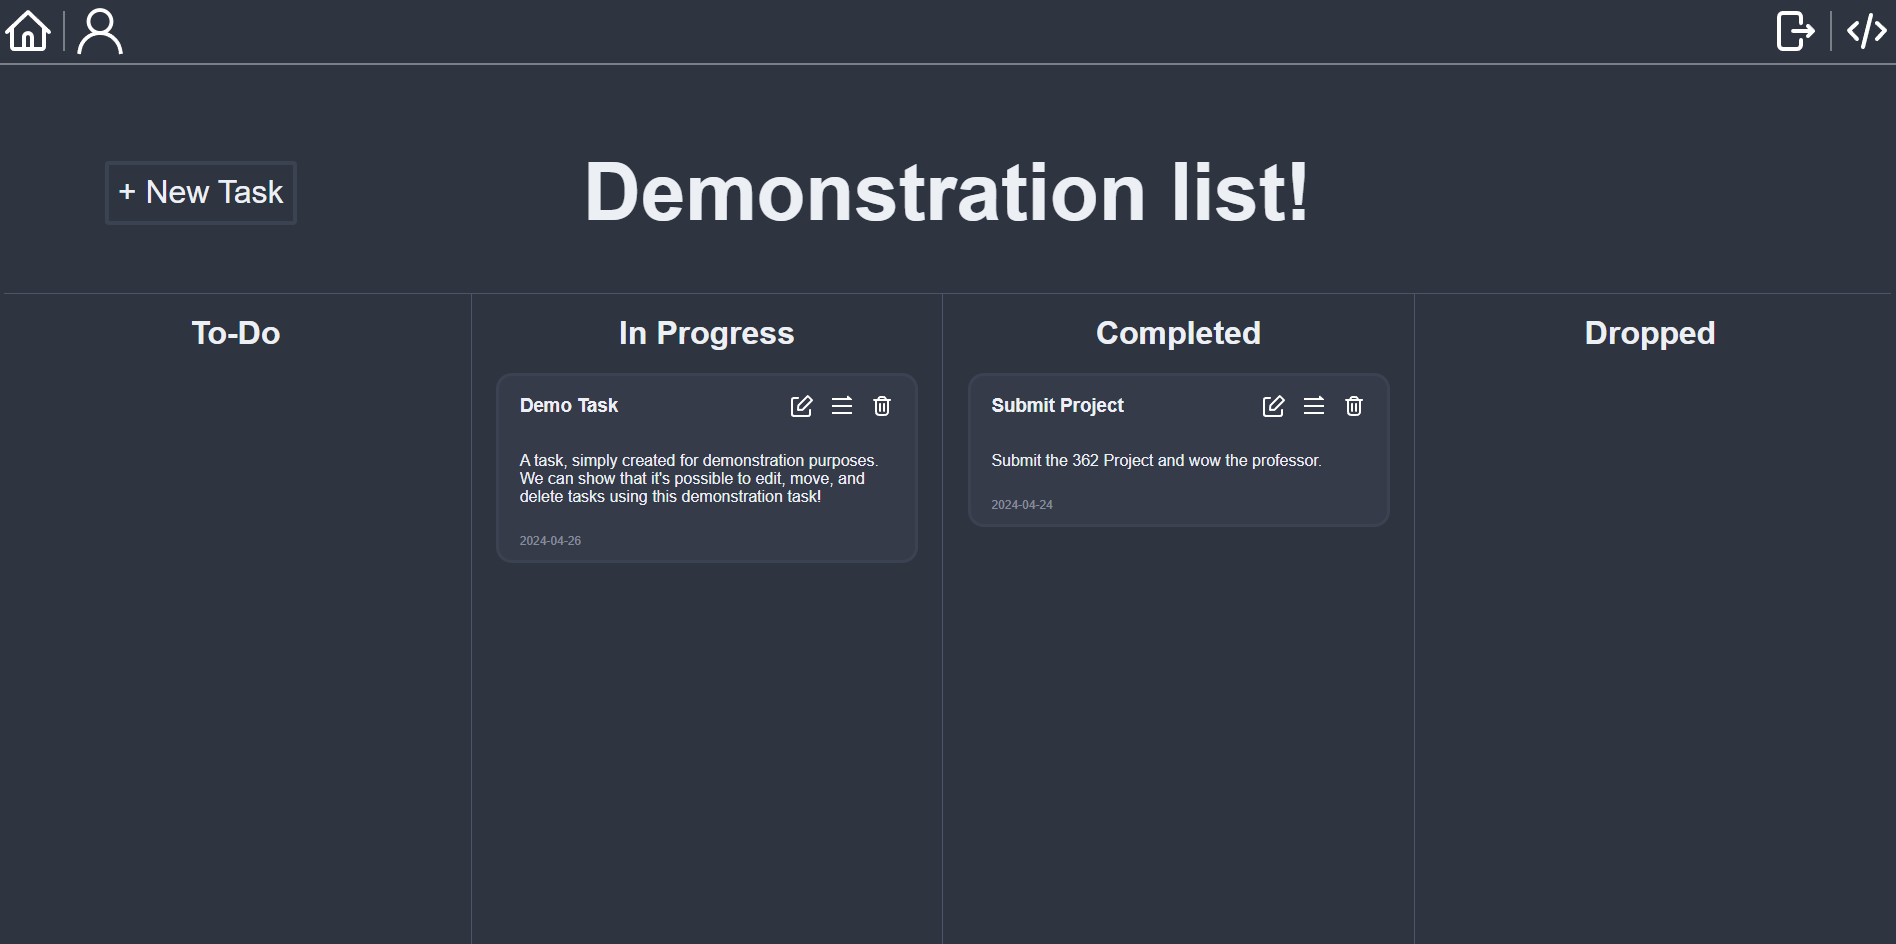 + New Task
Demonstration list!
To-Do
In Progress
Completed
Dropped
Demo Task
A task, simply created for demonstration purposes.
We can show that it's possible to edit, move, and
delete tasks using this demonstration task!
2024-04-26
Submit Project
Submit the 362 Project and wow the professor.
2024-04-24